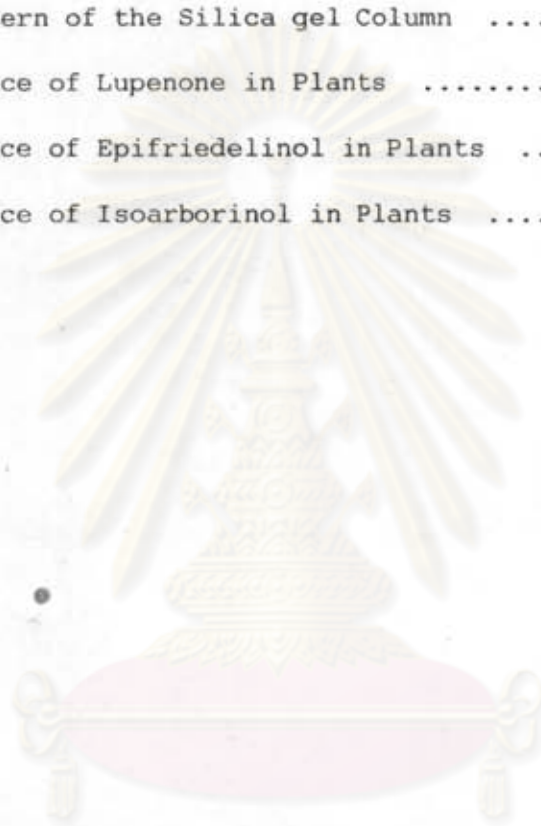 ern of the Silica gel Column ....
ce of Lupenone in Plants ........
ce of Epifriedelinol in Plants ..
ce of Isoarborinol in Plants ....